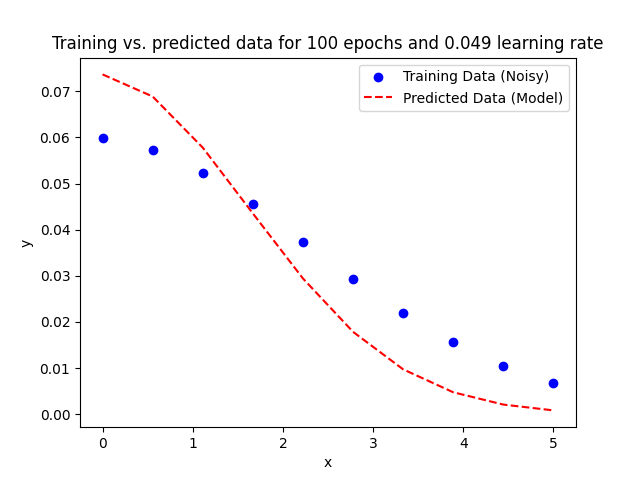 Training vs. predicted data for 100 epochs and 0.049 learning rate
Training Data (Noisy)
Predicted Data (Model)
0.07
0.06
0.05
0.04
0.03
0.02
0.01
0.00
y
0 1 2 3 4 5
x